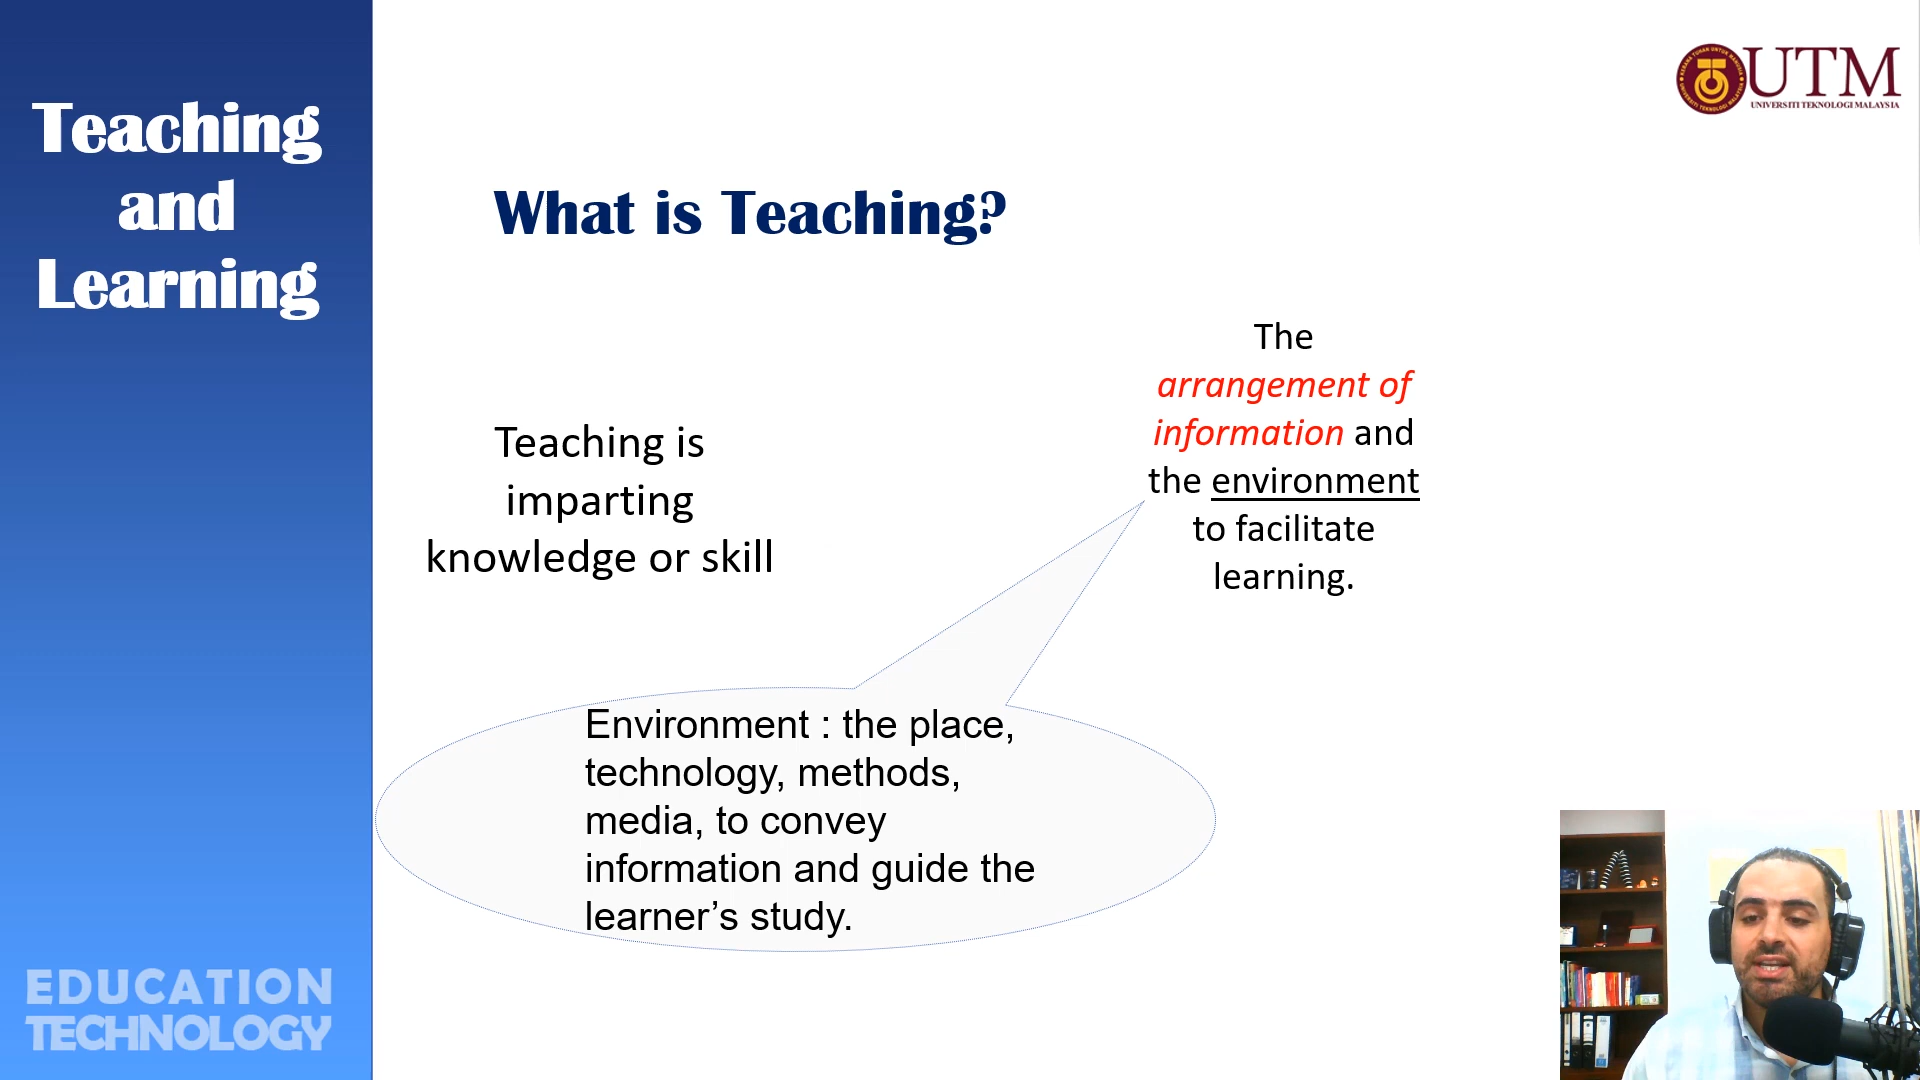 Teaching
and
Learning
UTM
UNIVERSITI TEKNOLOGI MALAYSIA
What is Teaching?
Teaching is
imparting
knowledge or skill
The
arrangement of
information and
the environment
to facilitate
learning.
Environment : the place,
technology, methods,
media, to convey
information and guide the
learner’s study.
EDUCATION
TECHNOLOGY